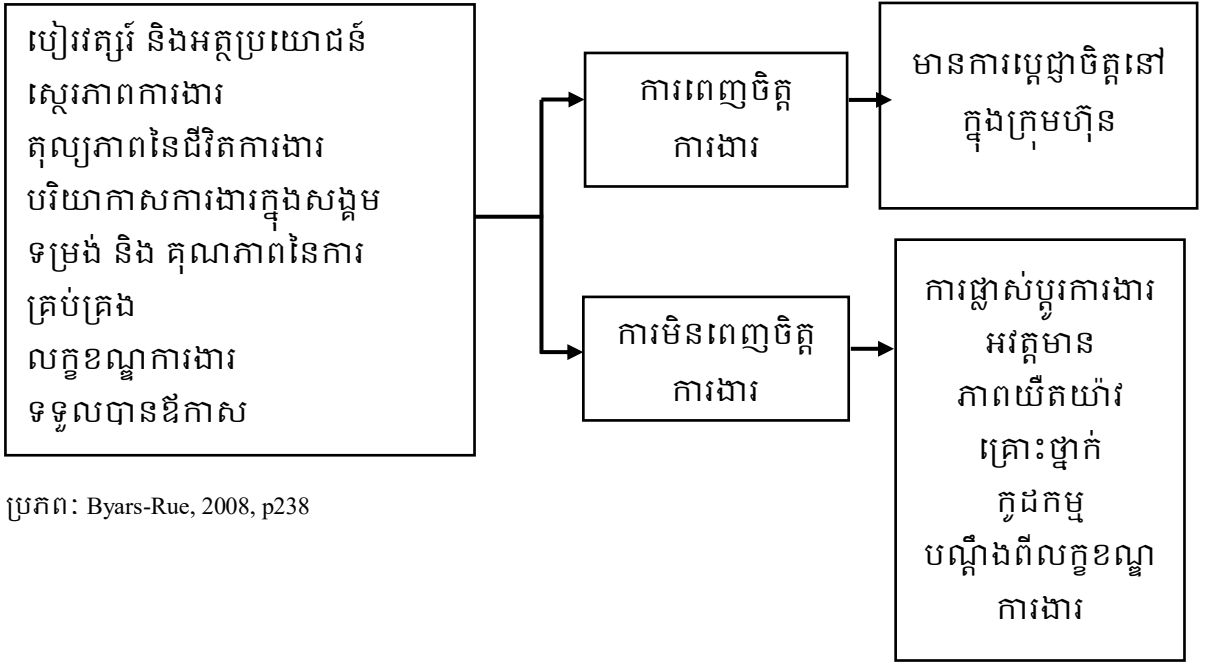 បៀរវត្សរ៍ និងអត្ថប្រយោជន៍
ស្ថេរភាពការងារ
តុល្យភាពនៃជីវិតការងារ
បរិយាកាសការងារក្នុងសង្គម
ទម្រង់ និង គុណភាពនៃការ
គ្រប់គ្រង
លក្ខខណ្ឌការងារ
ទទួលបានឱកាស
ការពេញចិត្ត
ការងារ
មានការប្តេជ្ញាចិត្តនៅ
ក្នុងក្រុមហ៊ុន
ការមិនពេញចិត្ត
ការងារ
ការផ្លាស់ប្តូរការងារ
អវត្តមាន
ភាពយឺតយ៉ាវ
គ្រោះថ្នាក់
កូដកម្ម
បណ្តឹងពីលក្ខខណ្ឌ
ការងារ
ប្រភព: Byars-Rue, 2008, p238